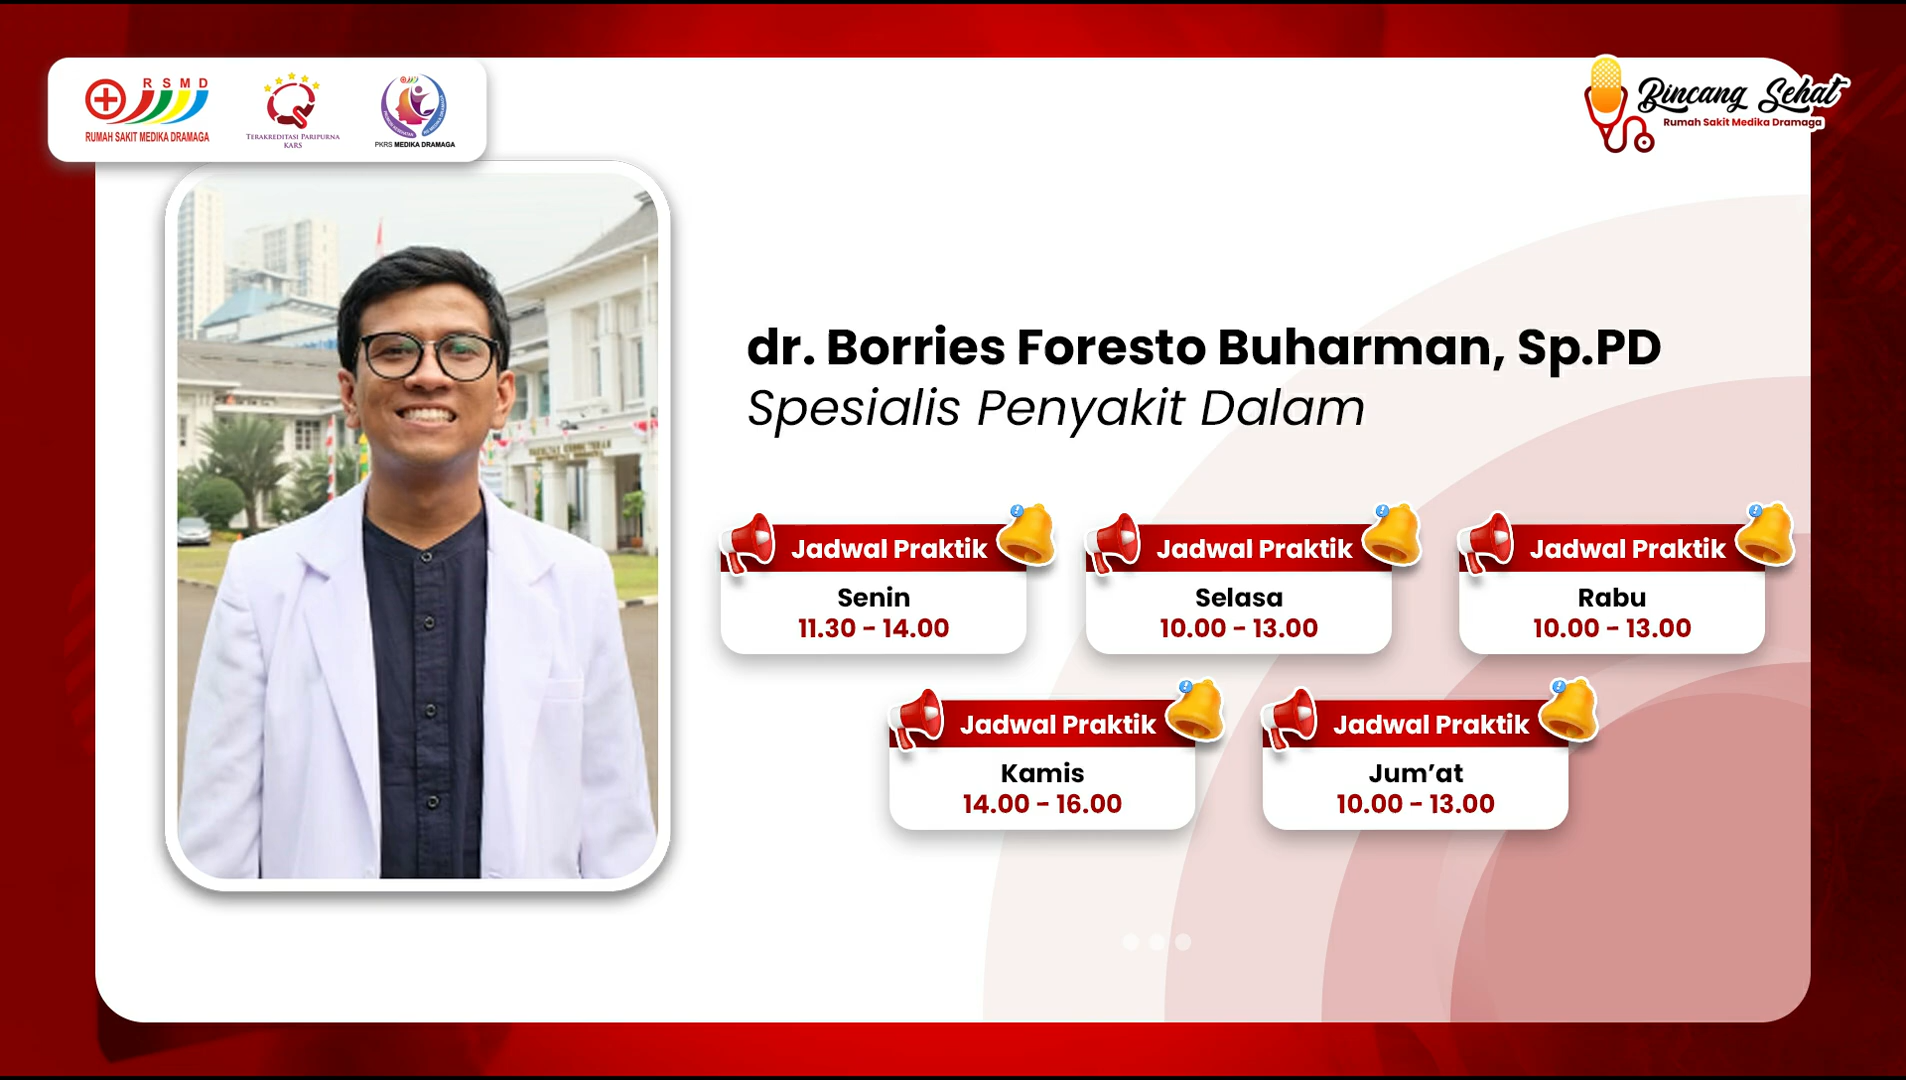 RSMD
RUMAH SAKIT MEDIKA DRAMAGA
TERAKREDITASI PARIPURNA
KARS
PKRS MEDIKA DRAMAGA
Bincang Sehat
Rumah Sakit Medika Dramaga
dr. Borries Foresto Buharman, Sp.PD
Spesialis Penyakit Dalam
Jadwal Praktik
Senin
11.30 - 14.00
Jadwal Praktik
Selasa
10.00 - 13.00
Jadwal Praktik
Rabu
10.00 - 13.00
Jadwal Praktik
Kamis
14.00 - 16.00
Jadwal Praktik
Jum’at
10.00 - 13.00